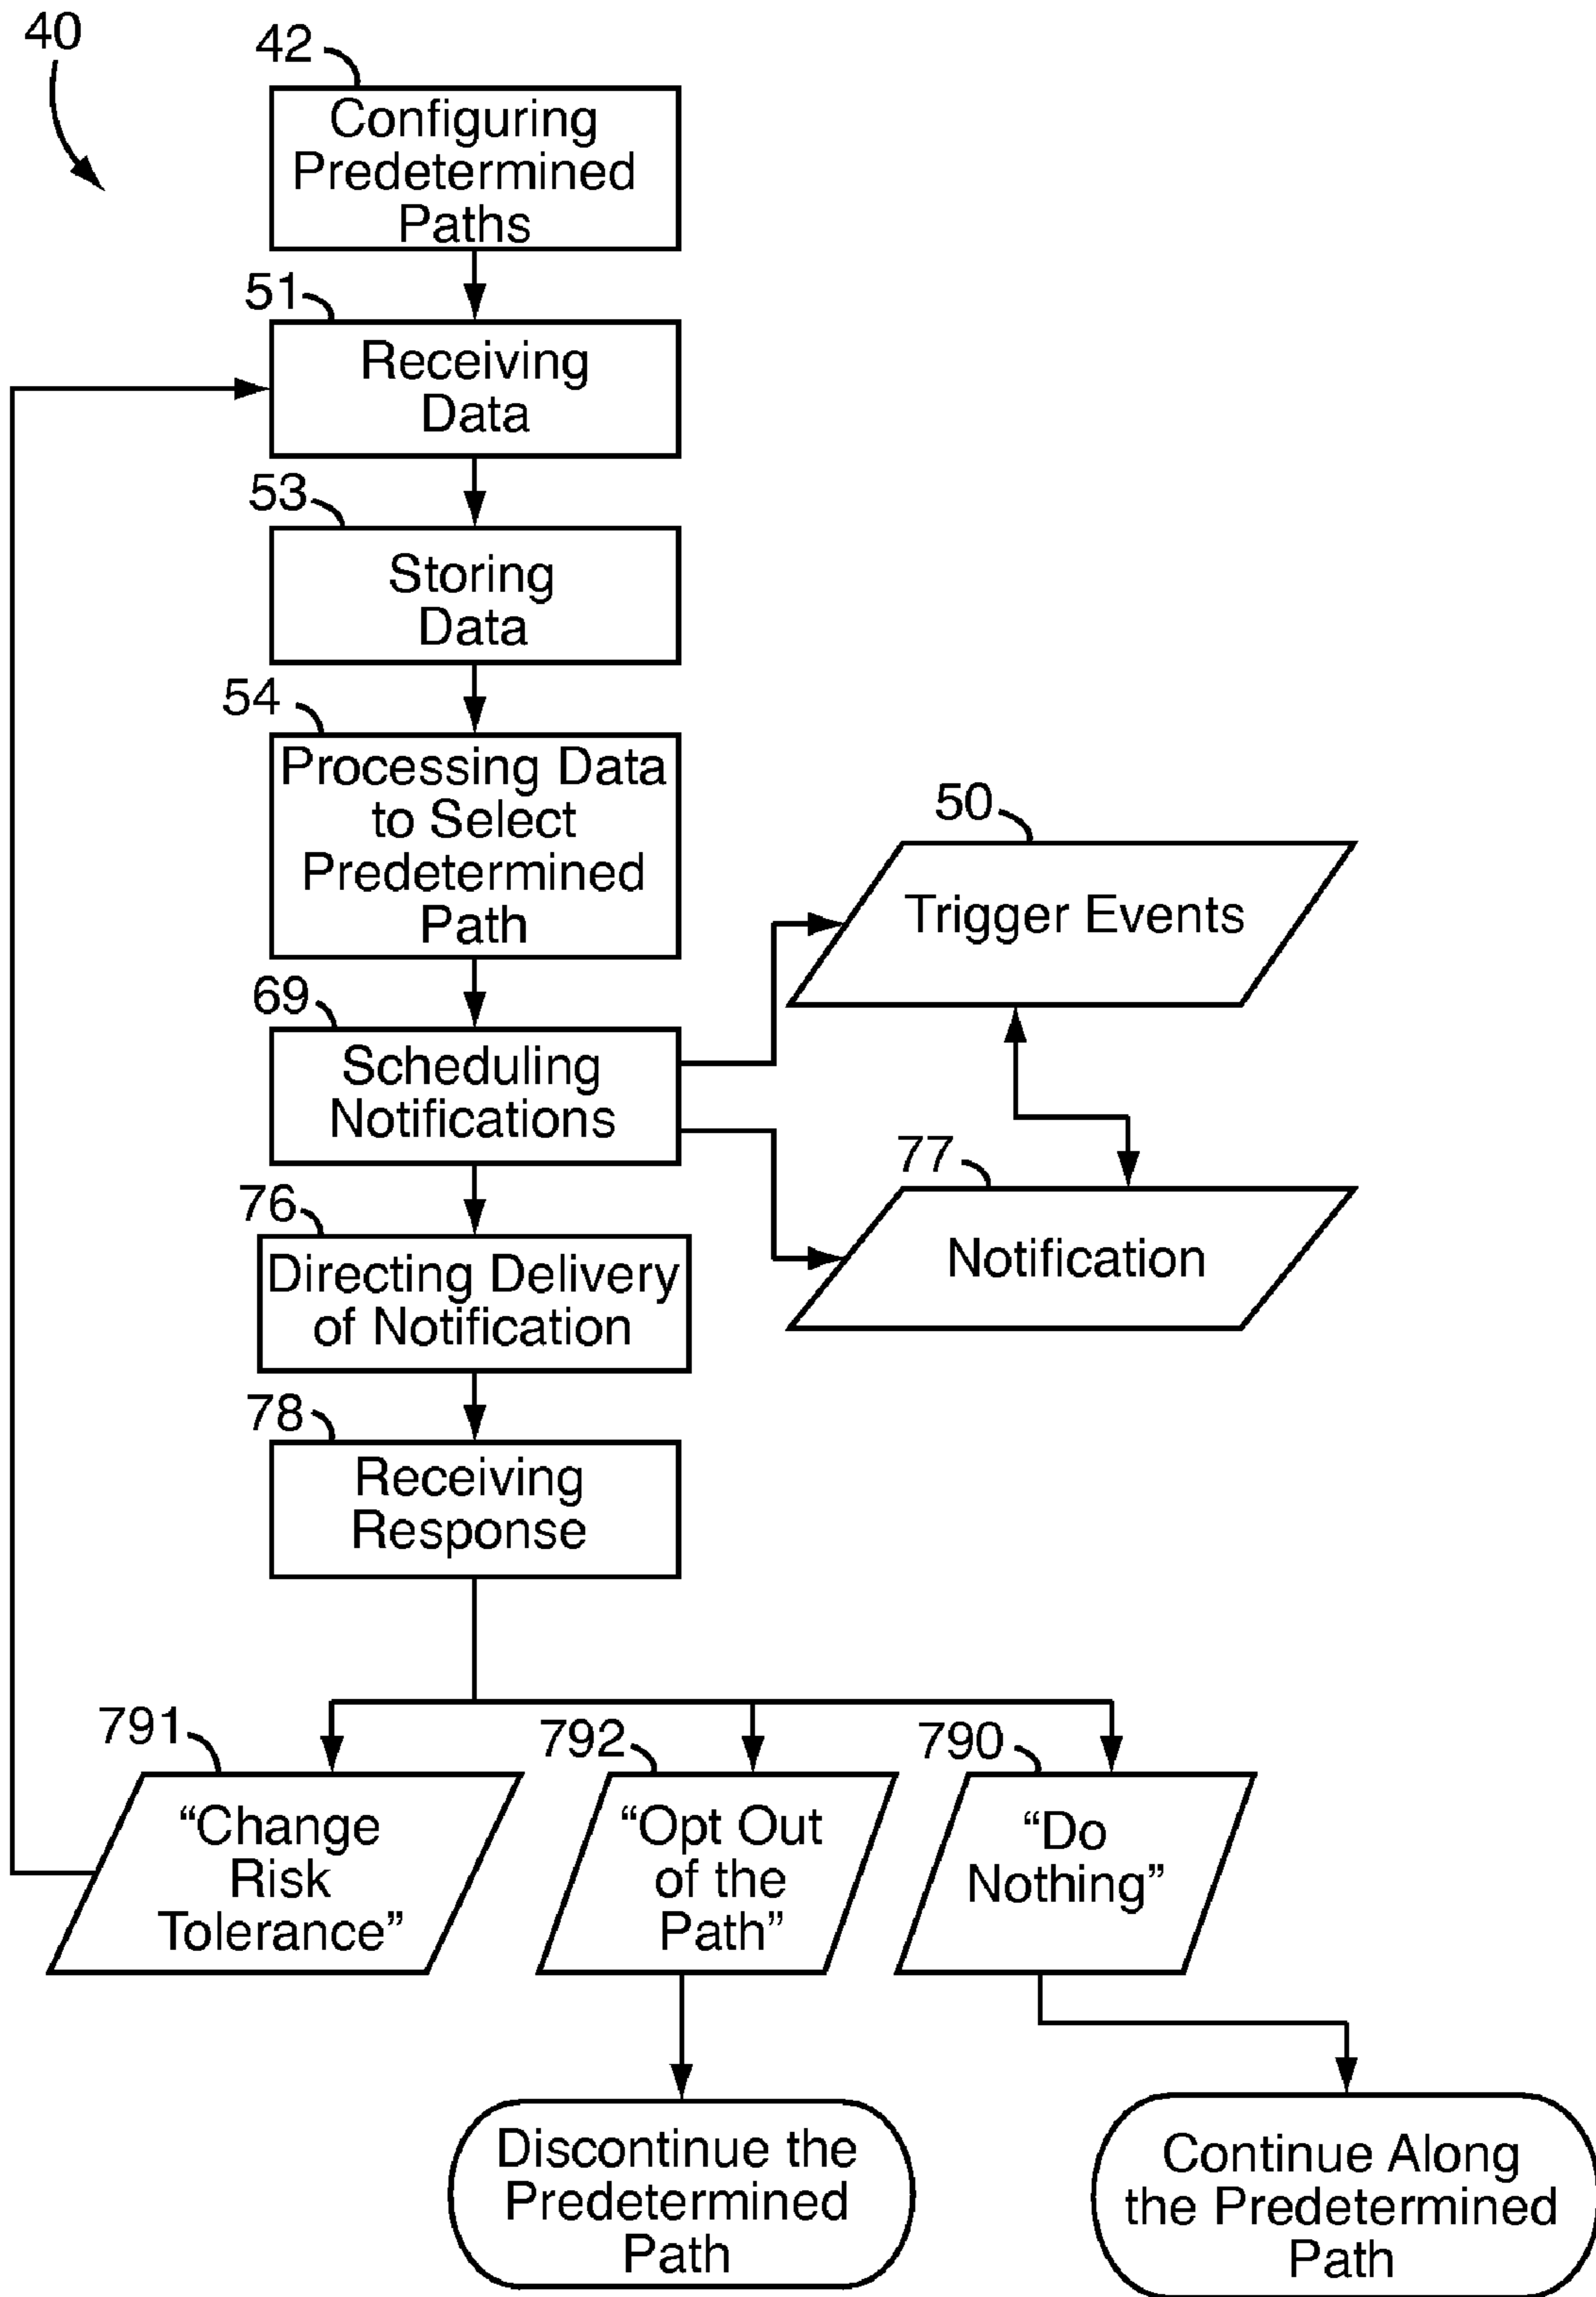 40
42
Configuring
Predetermined
Paths
51
Receiving
Data
53
Storing
Data
54
Processing Data
to Select
Predetermined
Path
50
Trigger Events
69
Scheduling
Notifications
77
Notification
76
Directing Delivery
of Notification
78
Receiving
Response
791
“Change
Risk
Tolerance”
792
“Opt Out
of the
Path”
790
“Do
Nothing”
Discontinue the
Predetermined
Path
Continue Along
the Predetermined
Path